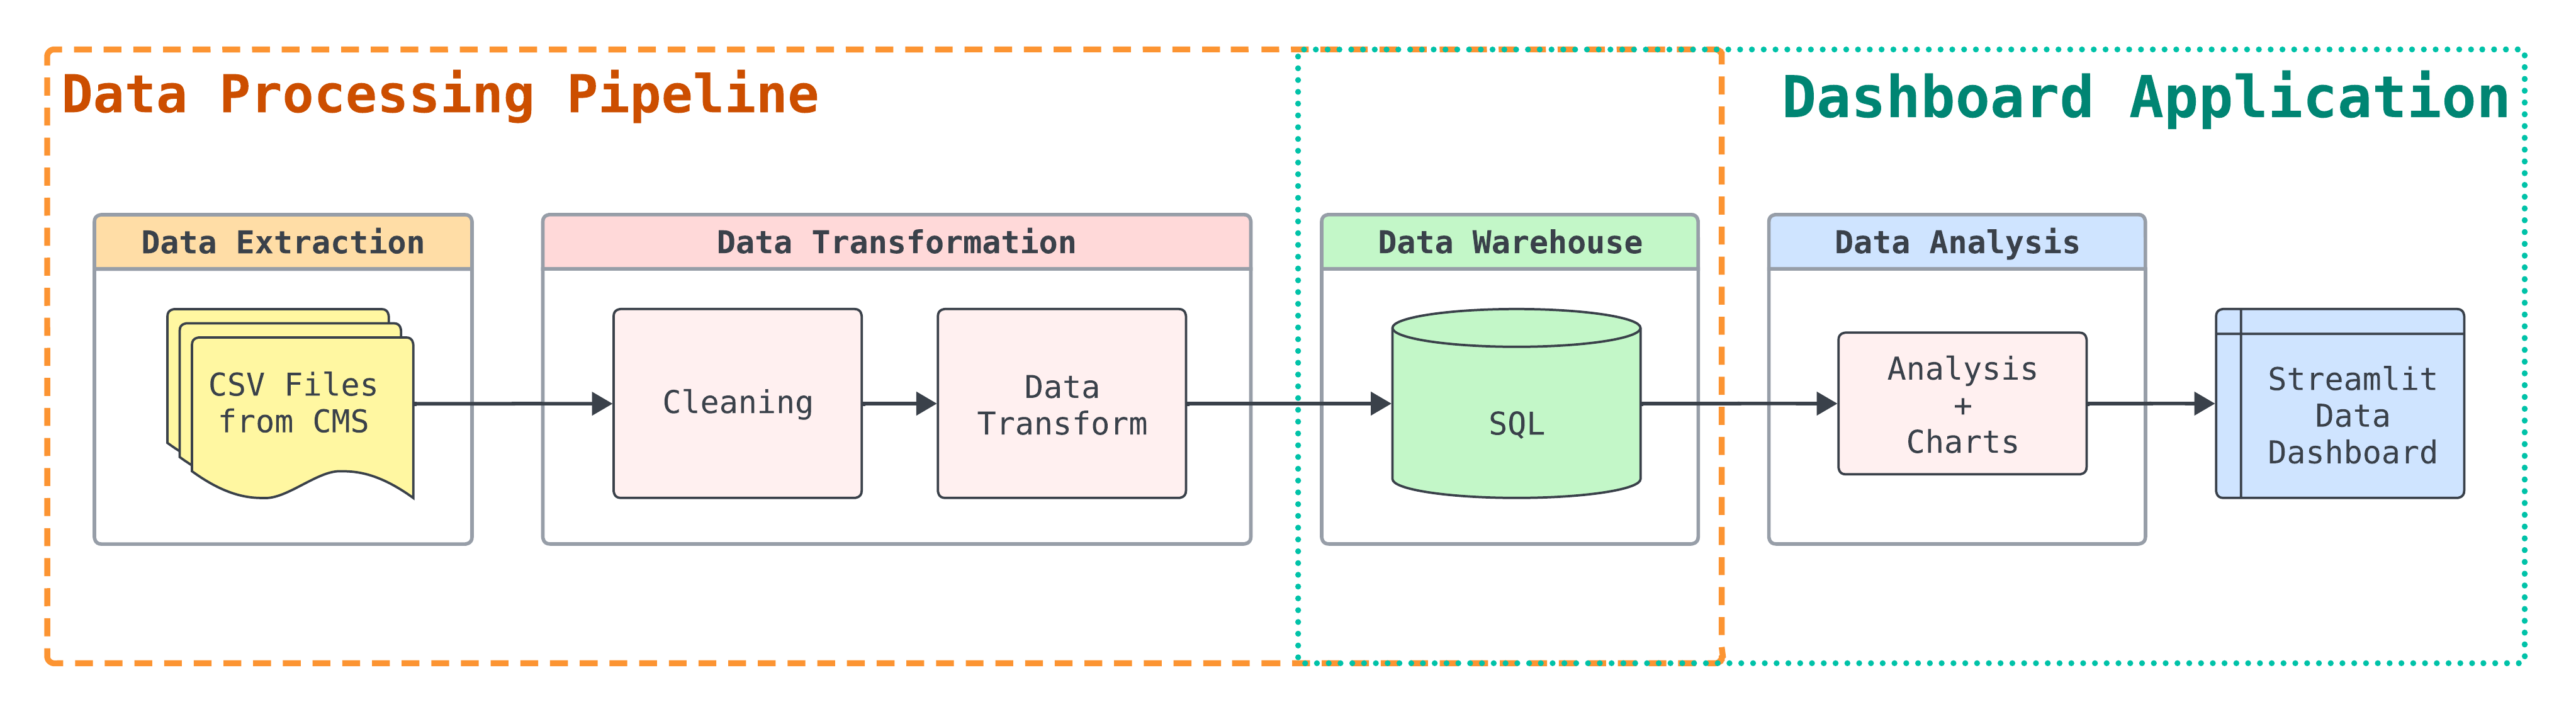 Data Processing Pipeline
Dashboard Application
Data Extraction
CSV Files
from CMS
Data Transformation
Cleaning
Data
Transform
Data Warehouse
SQL
Data Analysis
Analysis
+
Charts
Streamlit
Data
Dashboard